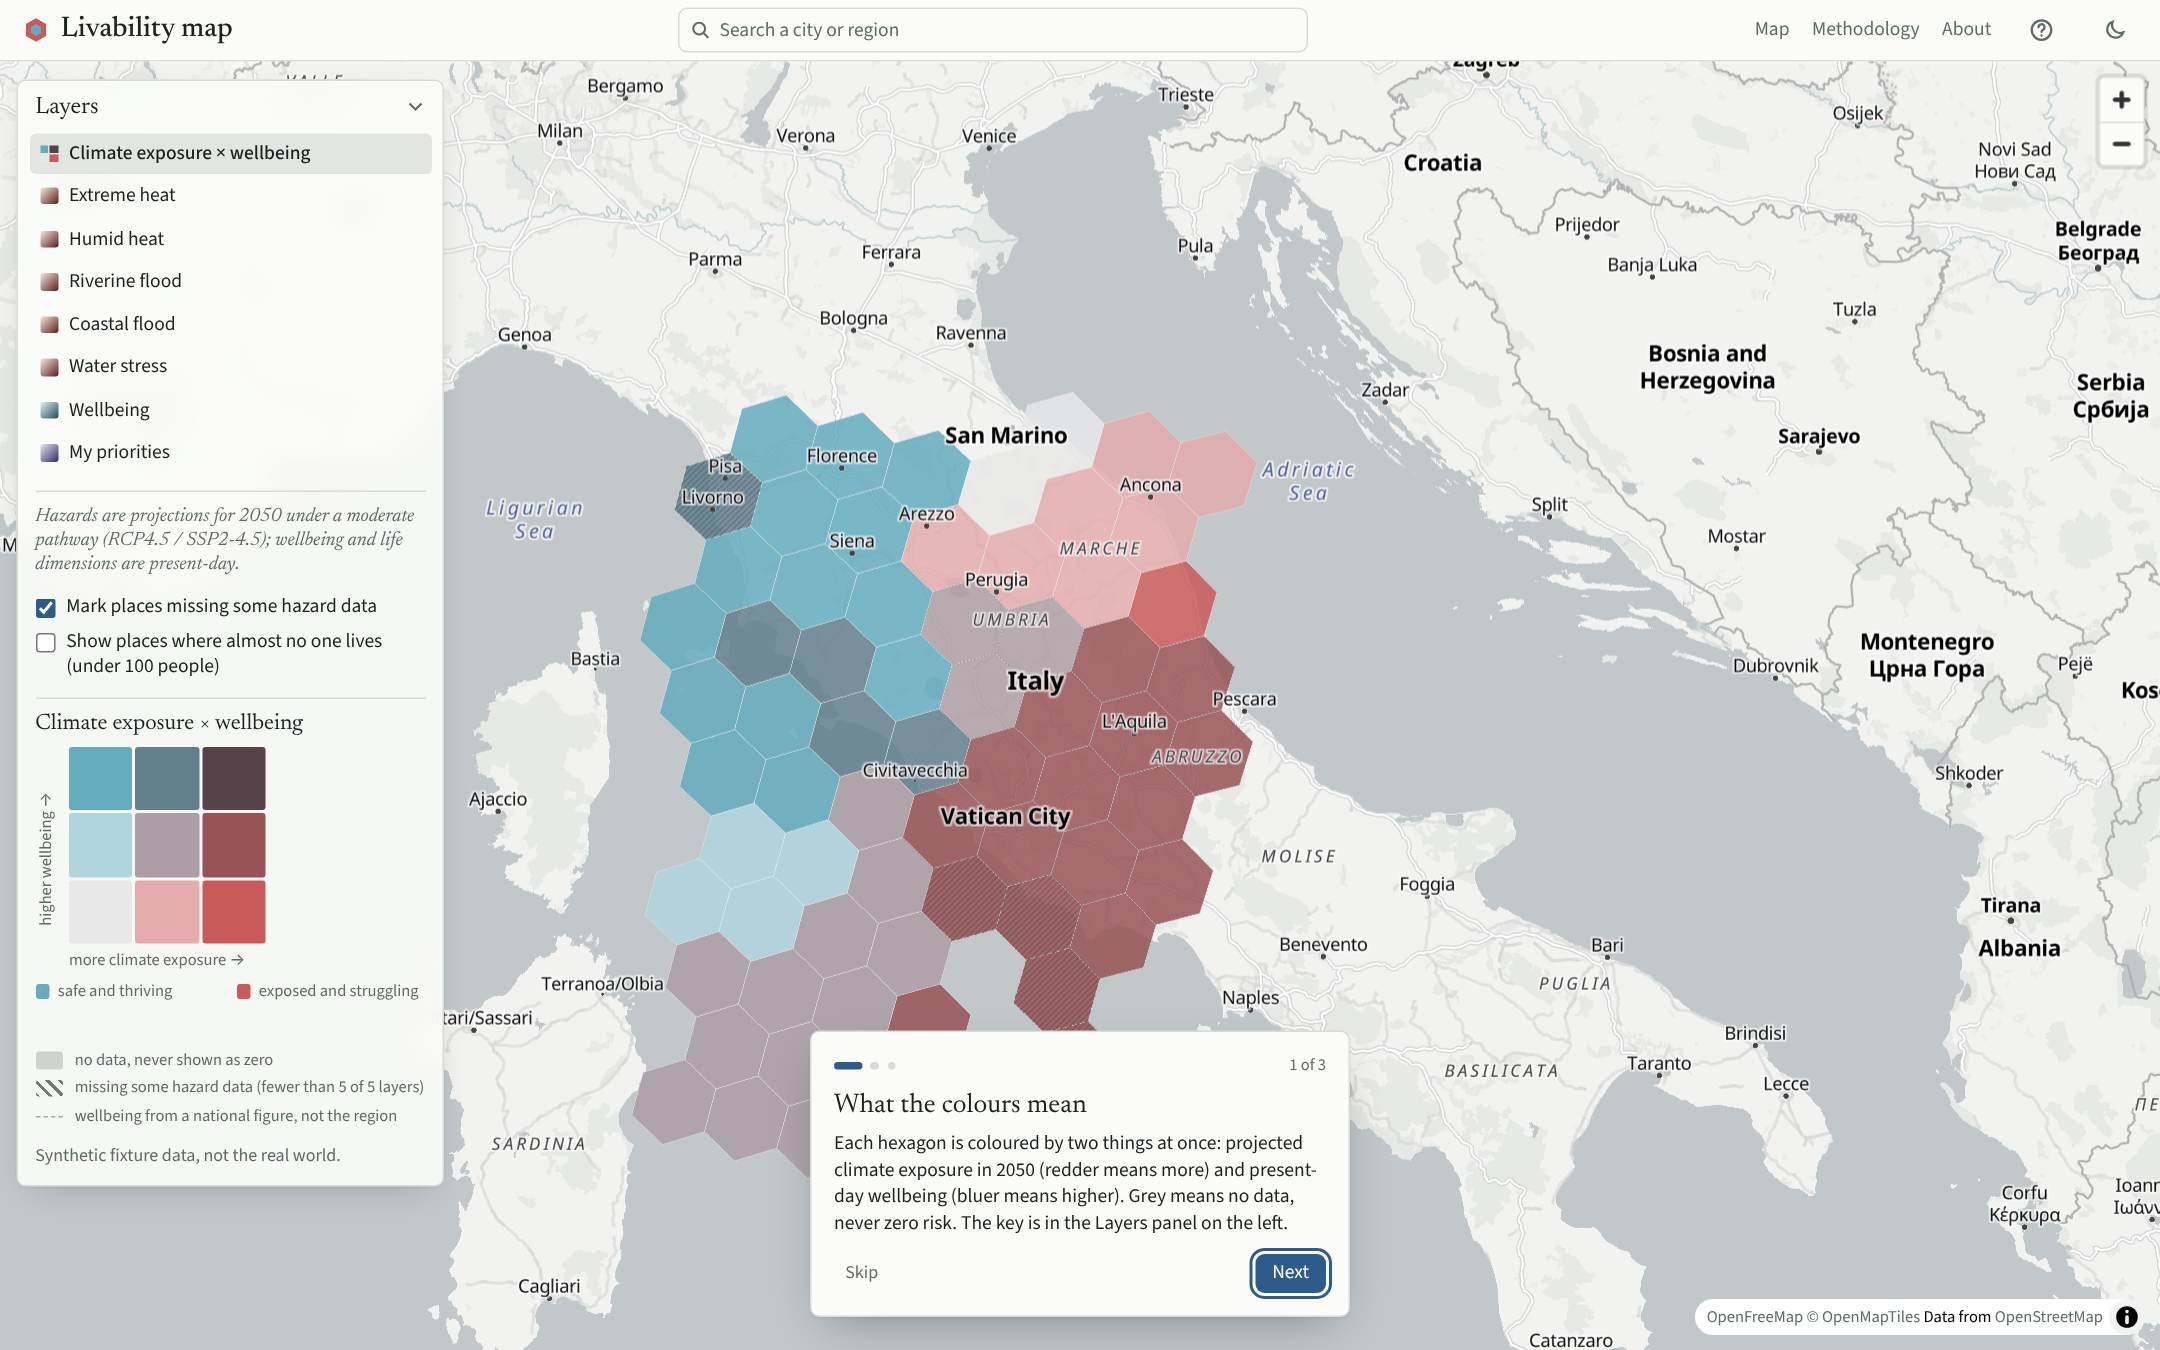 Livability map
Search a city or region
Map
Methodology
About
Layers
Climate exposure × wellbeing
Extreme heat
Humid heat
Riverine flood
Coastal flood
Water stress
Wellbeing
My priorities
Hazards are projections for 2050 under a moderate
pathway (RCP4.5 / SSP2-4.5); wellbeing and life
dimensions are present-day.
Mark places missing some hazard data
Show places where almost no one lives
(under 100 people)
Climate exposure × wellbeing
higher wellbeing →
more climate exposure →
safe and thriving
exposed and struggling
no data, never shown as zero
missing some hazard data (fewer than 5 of 5 layers)
wellbeing from a national figure, not the region
Synthetic fixture data, not the real world.
Zagreb
Bergamo
Trieste
Osijek
Milan
Verona
Venice
Croatia
Novi Sad
Нови Сад
Prijedor
Belgrade
Београд
Pula
Parma
Ferrara
Banja Luka
Tuzla
Bologna
Genoa
Ravenna
Bosnia and
Herzegovina
Serbia
Србија
Zadar
San Marino
Sarajevo
Florence
Pisa
Adriatic
Sea
Ancona
Livorno
Ligurian
Sea
Arezzo
Split
Siena
Mostar
MARCHE
Perugia
UMBRIA
Montenegro
Црна Гора
Bastia
Dubrovnik
Pejë
Italy
Pescara
L'Aquila
ABRUZZO
Civitavecchia
Shkoder
Ajaccio
Vatican City
MOLISE
Foggia
Tirana
Benevento
Bari
Albania
Terranoa/Olbia
PUGLIA
Naples
tari/Sassari
Brindisi
BASILICATA
Taranto
Lecce
SARDINIA
Corfu
Κέρκυρα
Cagliari
Catanzaro
1 of 3
What the colours mean
Each hexagon is coloured by two things at once: projected
climate exposure in 2050 (redder means more) and present-
day wellbeing (bluer means higher). Grey means no data,
never zero risk. The key is in the Layers panel on the left.
Skip
Next
OpenFreeMap © OpenMapTiles Data from OpenStreetMap